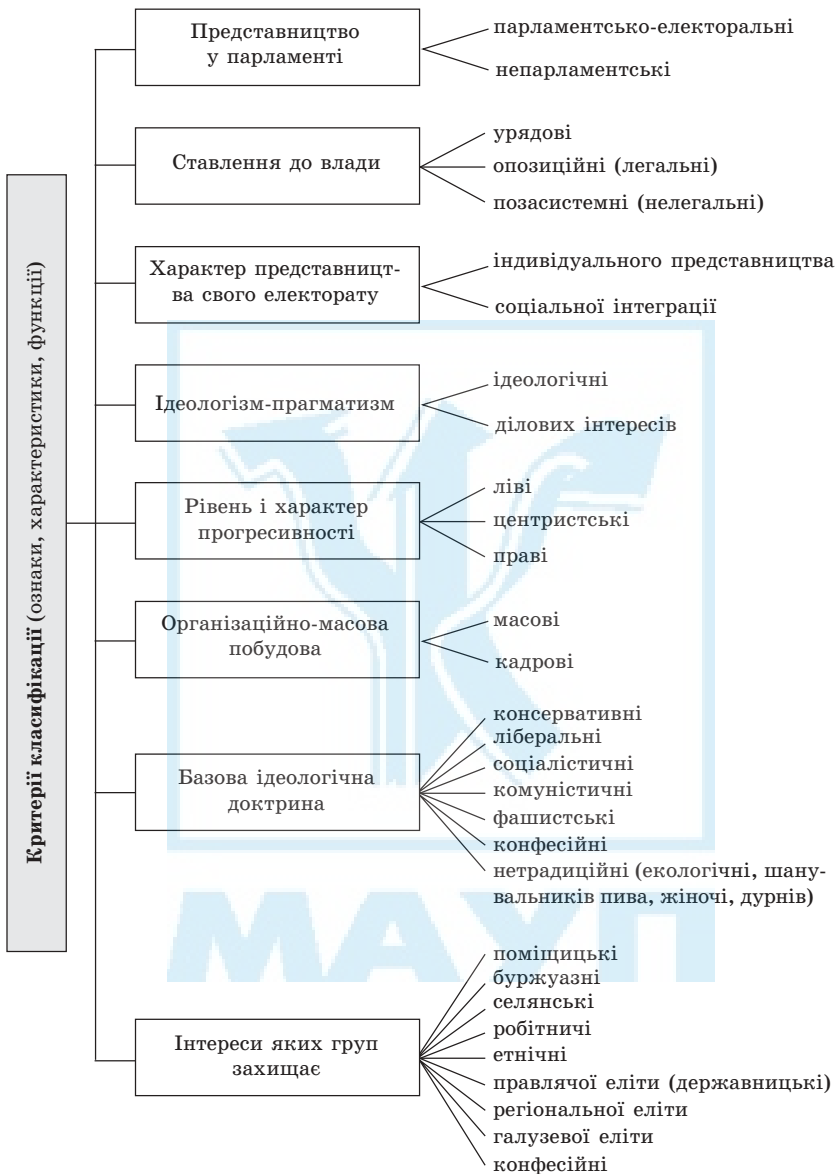 Критерії класифікації (ознаки, характеристики, функції)
Представництво
у парламенті
парламентсько-електоральні
непарламентські
Ставлення до влади
урядові
опозиційні (легальні)
позасистемні (нелегальні)
Характер представницт-
ва свого електорату
індивідуального представництва
соціальної інтеграції
Ідеологізм-прагматизм
ідеологічні
ділових інтересів
Рівень і характер
прогресивності
ліві
центристські
праві
Організаційно-масова
побудова
масові
кадрові
Базова ідеологічна
доктрина
консервативні
ліберальні
соціалістичні
комуністичні
фашистські
конфесійні
нетрадиційні (екологічні, шану-
вальників пива, жіночі, дурнів)
МАУП
Інтереси яких груп
захищає
поміщицькі
буржуазні
селянські
робітничі
етнічні
правлячої еліти (державницькі)
регіональної еліти
галузевої еліти
конфесійні